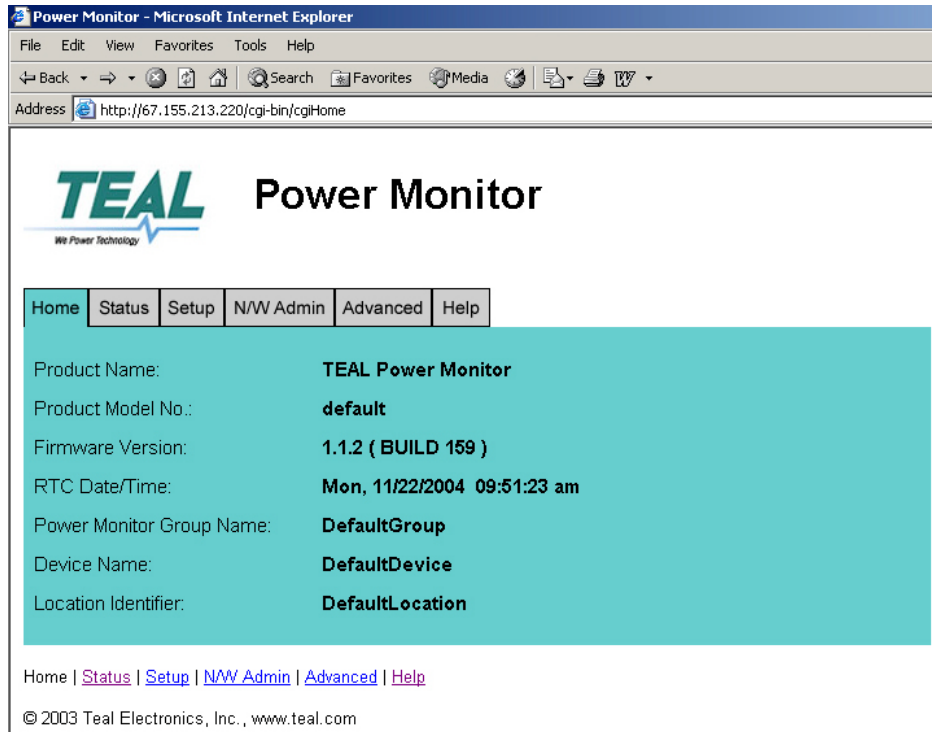 Power Monitor - Microsoft Internet Explorer
File Edit View Favorites Tools Help
Back Search Favorites Media
Address http://67.155.213.220/cgi-bin/cgiHome
TEAL Power Monitor
We Power Technology
Home Status Setup N/W Admin Advanced Help
Product Name: TEAL Power Monitor
Product Model No.: default
Firmware Version: 1.1.2 ( BUILD 159 )
RTC Date/Time: Mon, 11/22/2004 09:51:23 am
Power Monitor Group Name: DefaultGroup
Device Name: DefaultDevice
Location Identifier: DefaultLocation
Home | Status | Setup | N/W Admin | Advanced | Help
© 2003 Teal Electronics, Inc., www.teal.com